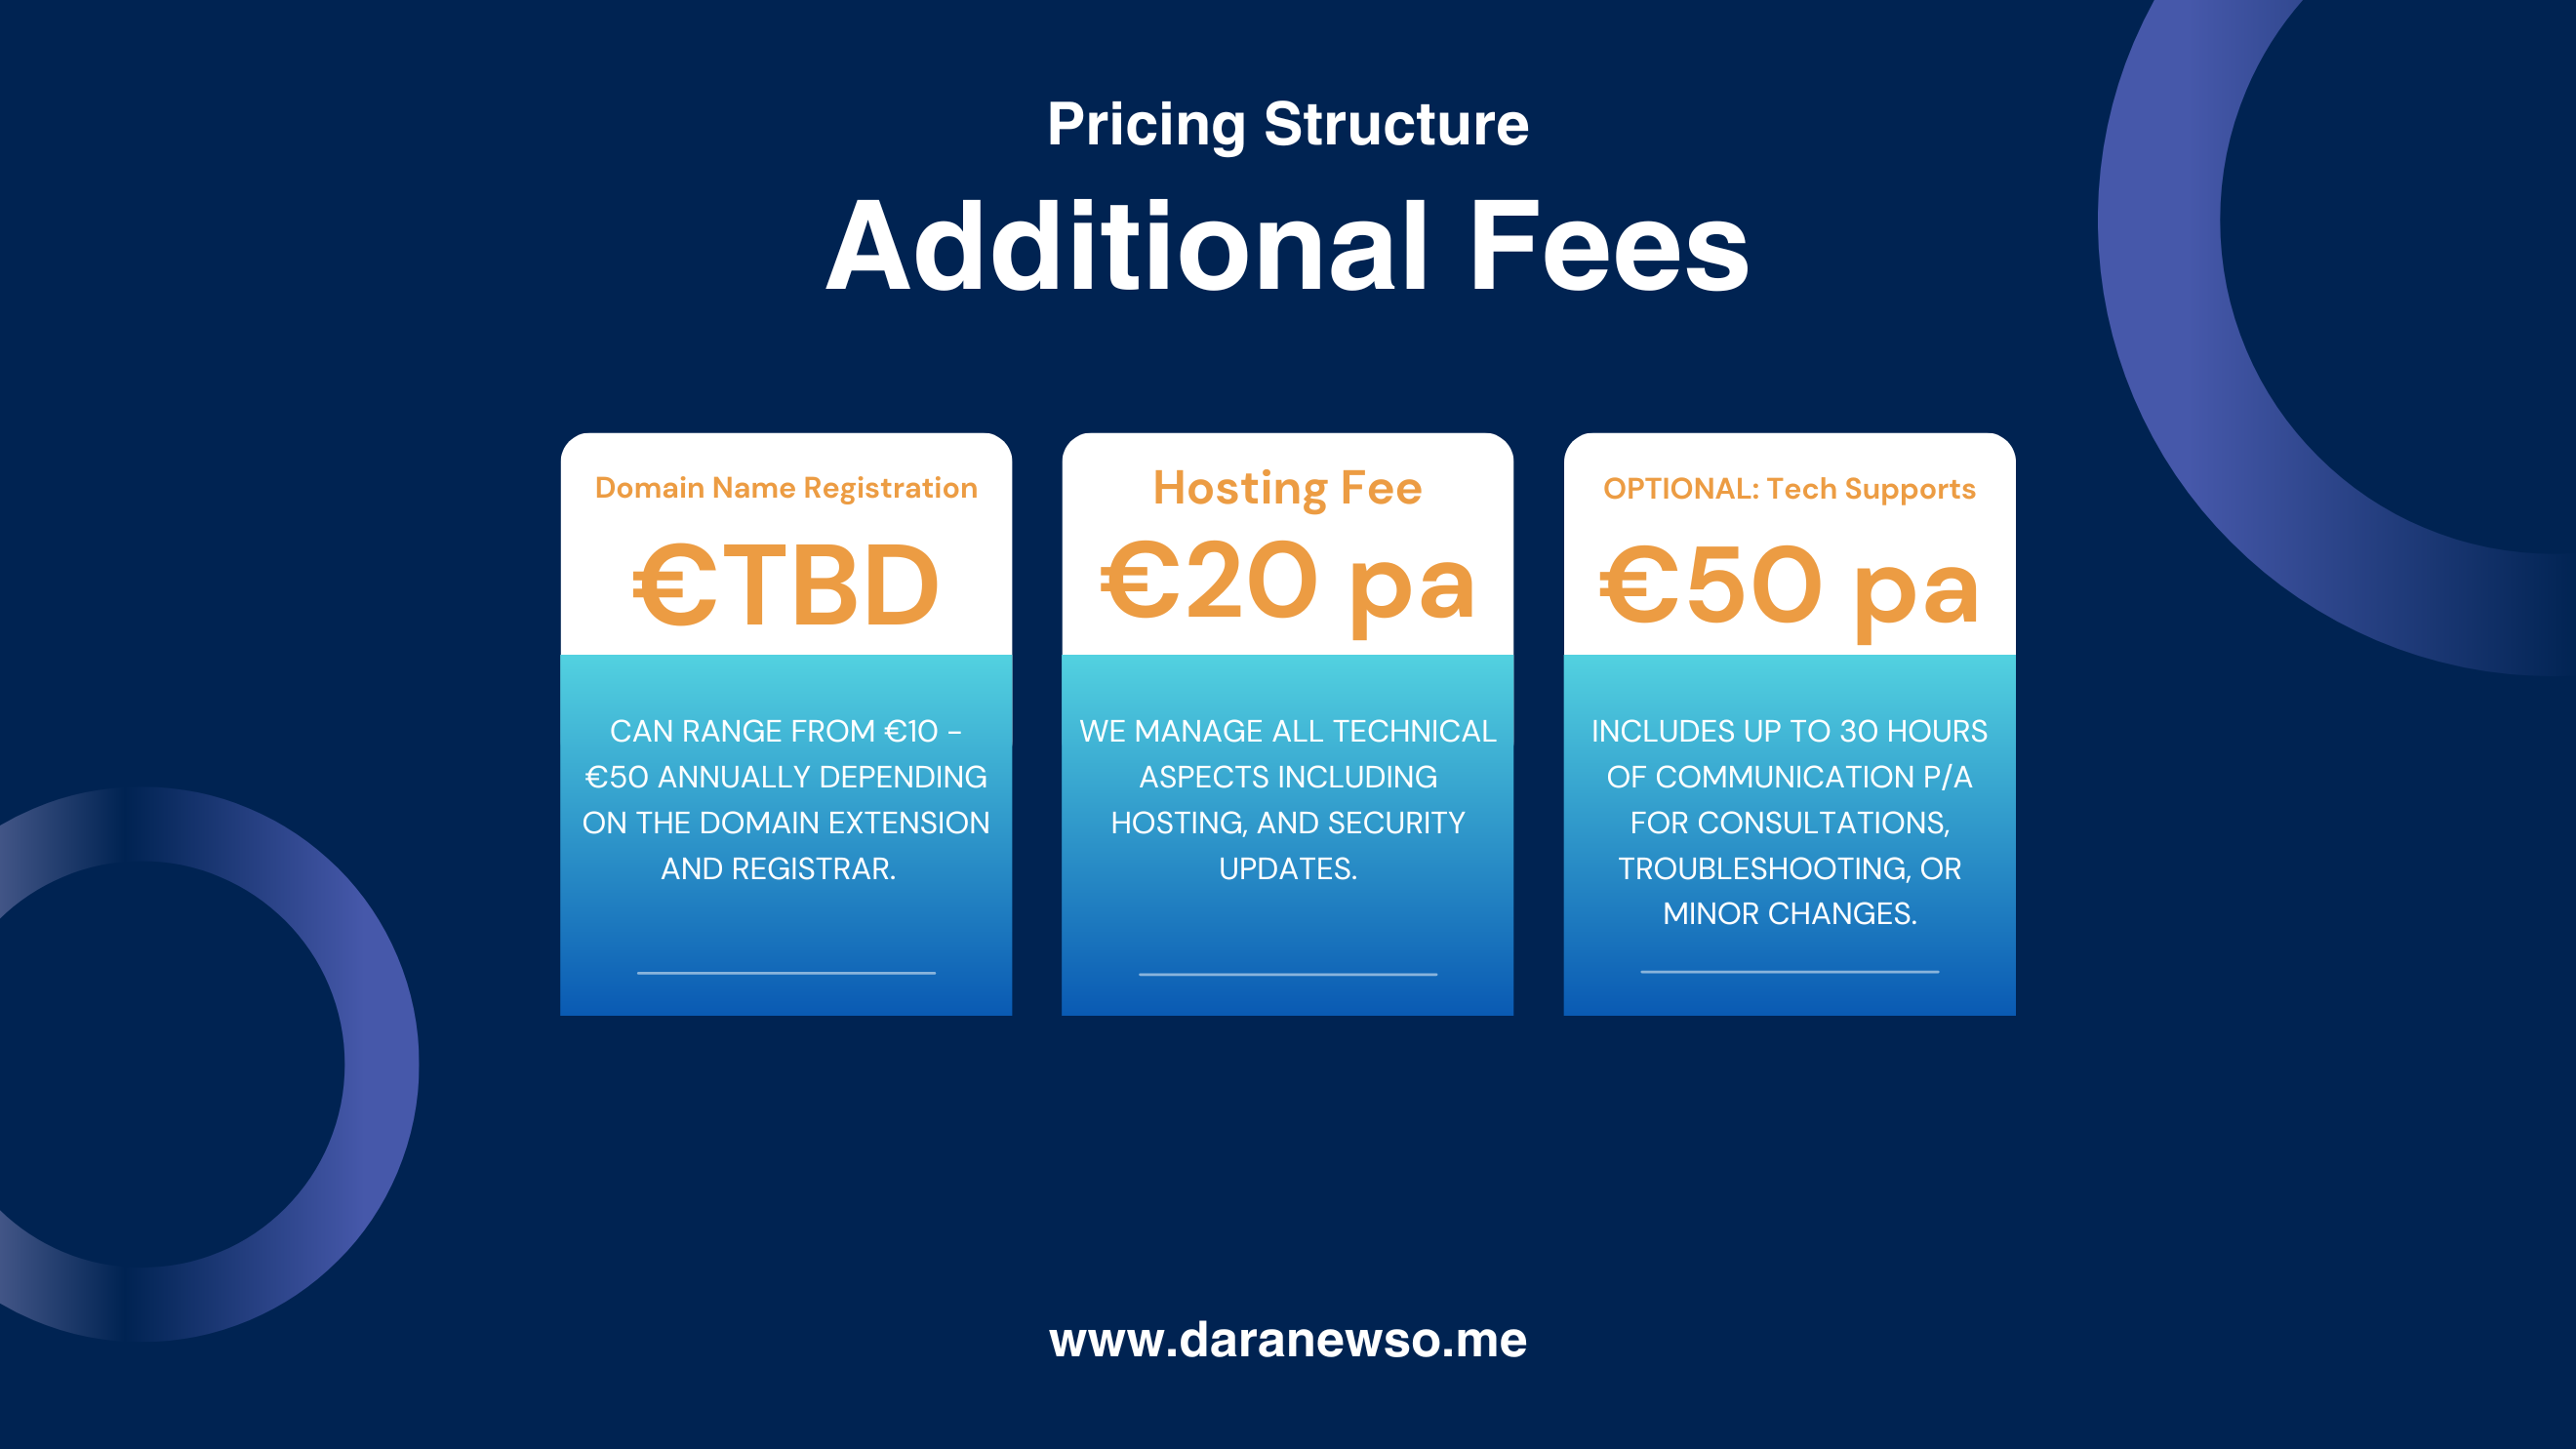 Pricing Structure
Additional Fees
Domain Name Registration
€TBD
CAN RANGE FROM €10 -
€50 ANNUALLY DEPENDING
ON THE DOMAIN EXTENSION
AND REGISTRAR.
Hosting Fee
€20 pa
WE MANAGE ALL TECHNICAL
ASPECTS INCLUDING
HOSTING, AND SECURITY
UPDATES.
OPTIONAL: Tech Supports
€50 pa
INCLUDES UP TO 30 HOURS
OF COMMUNICATION P/A
FOR CONSULTATIONS,
TROUBLESHOOTING, OR
MINOR CHANGES.
www.daranewso.me